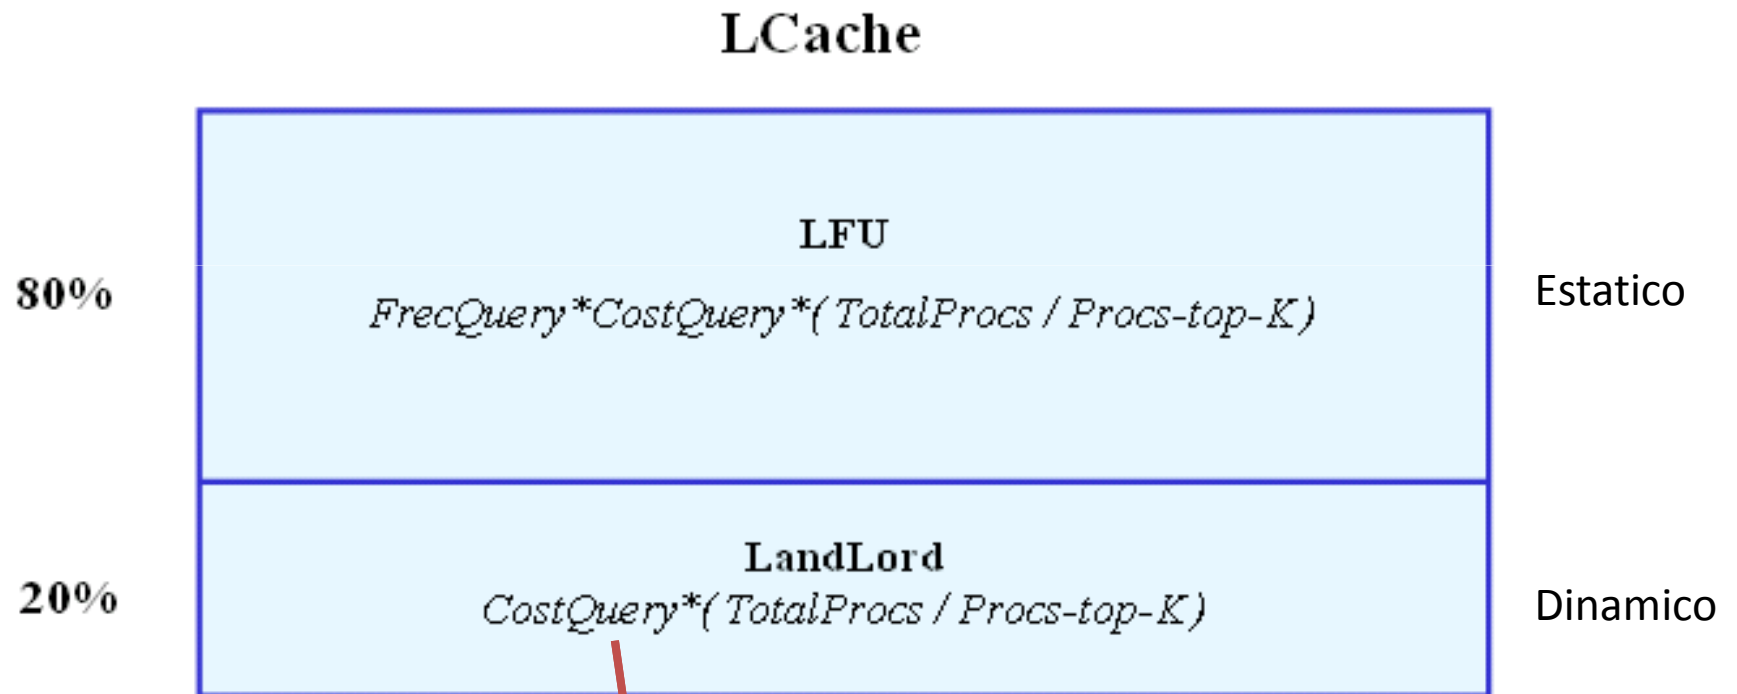 LCache
LFU
80%
FrecQuery*CostQuery*( TotalProcs / Procs-top-K )
Estatico
LandLord
20%
CostQuery*( TotalProcs / Procs-top-K )
Dinamico